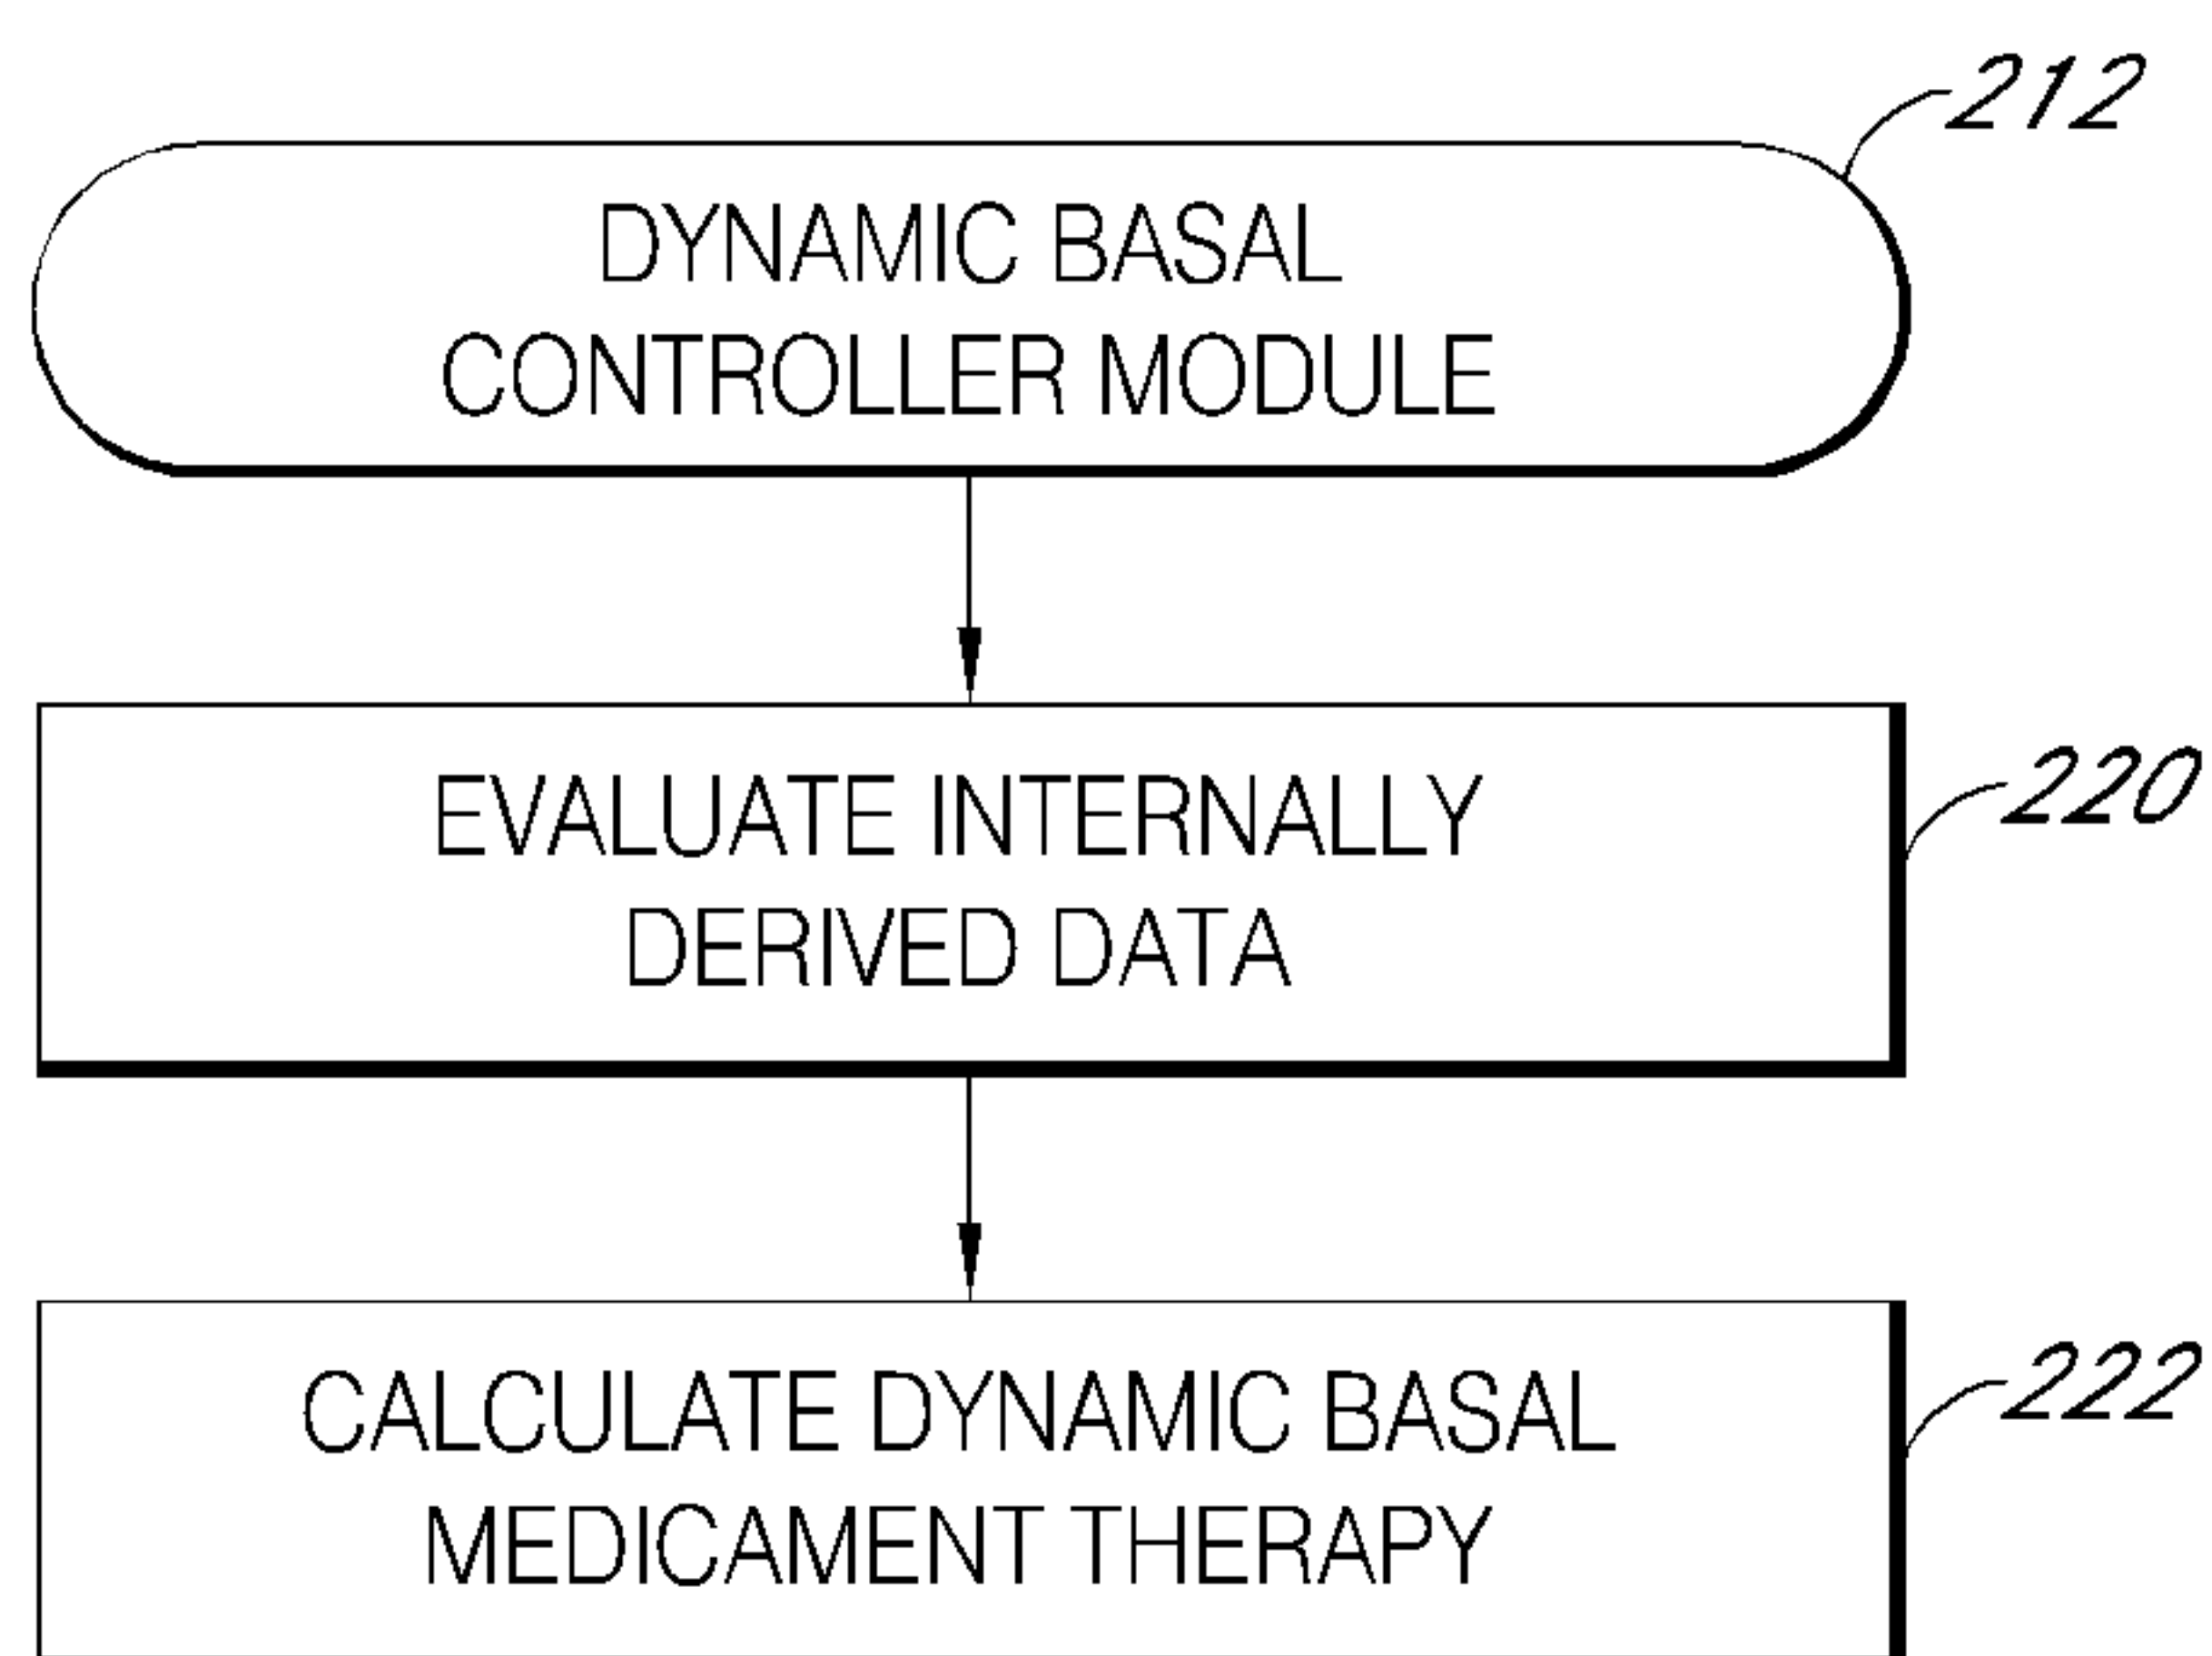 212
DYNAMIC BASAL
CONTROLLER MODULE
EVALUATE INTERNALLY
DERIVED DATA
220
CALCULATE DYNAMIC BASAL
MEDICAMENT THERAPY
222